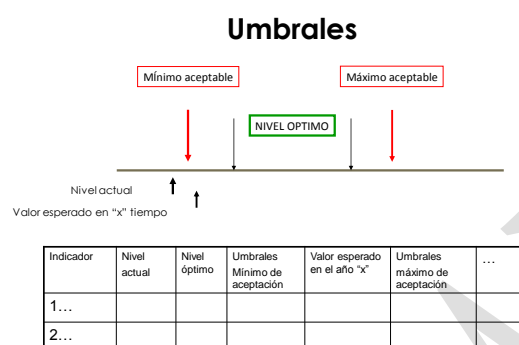 Umbrales
Mínimo aceptable
Máximo aceptable
NIVEL OPTIMO
Nivel actual
Valor esperado en “x” tiempo
Indicador
Nivel
actual
Nivel
óptimo
Umbrales
Mínimo de
aceptación
Valor esperado
en el año “x”
Umbrales
máximo de
aceptación
…
1…
2…